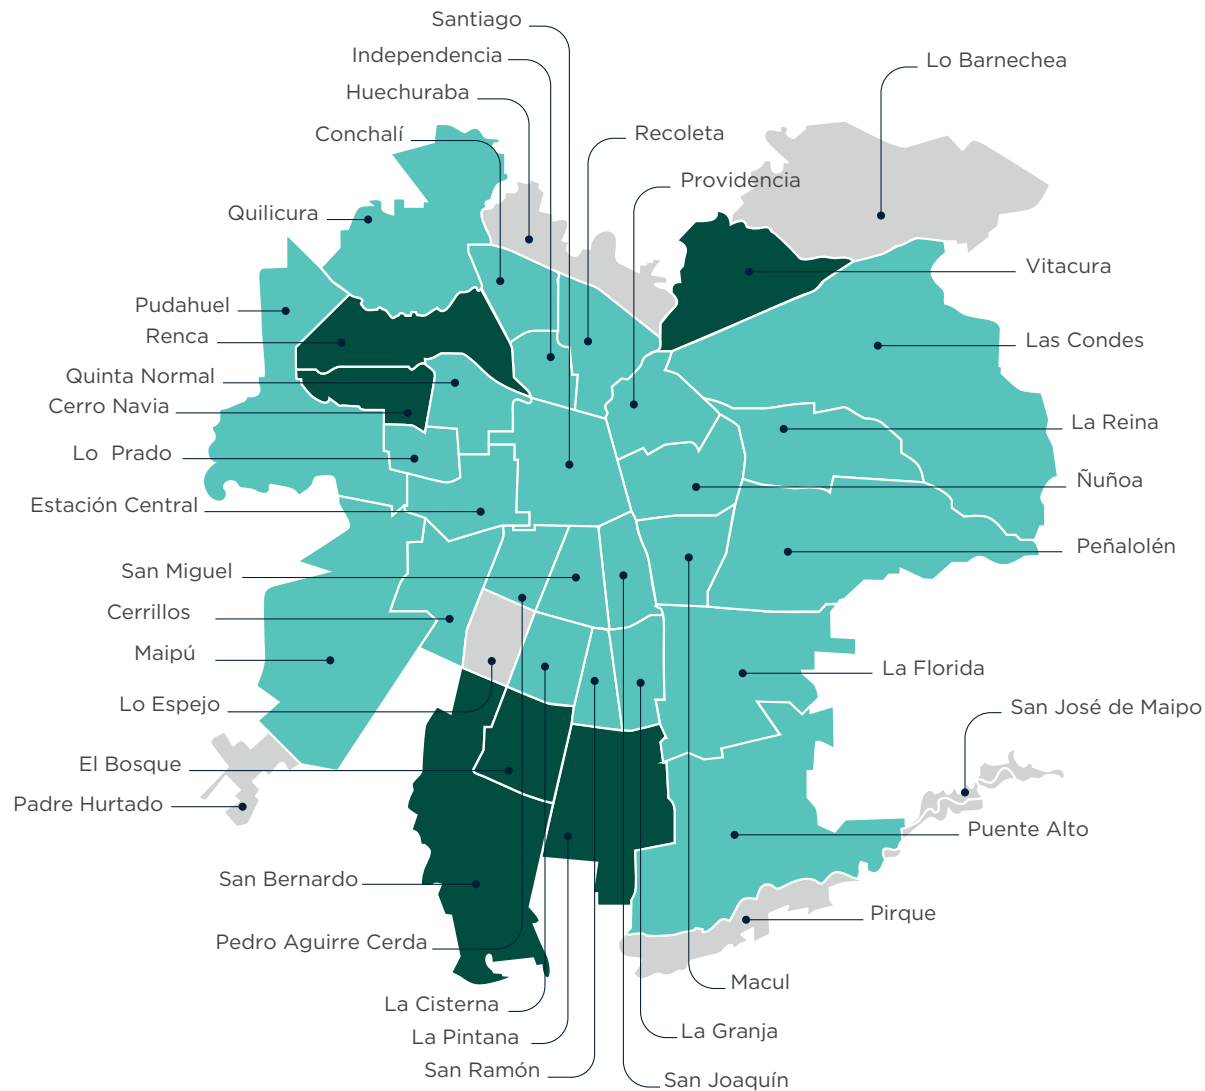 Santiago
Independencia
Lo Barnechea
Huechuraba
Conchalí
Recoleta
Providencia
Quilicura
Vitacura
Pudahuel
Renca
Las Condes
Quinta Normal
Cerro Navia
La Reina
Lo Prado
Ñuñoa
Estación Central
Peñalolén
San Miguel
Cerrillos
Maipú
La Florida
Lo Espejo
San José de Maipo
El Bosque
Padre Hurtado
Puente Alto
San Bernardo
Pirque
Pedro Aguirre Cerda
Macul
La Cisterna
La Granja
La Pintana
San Ramón
San Joaquín